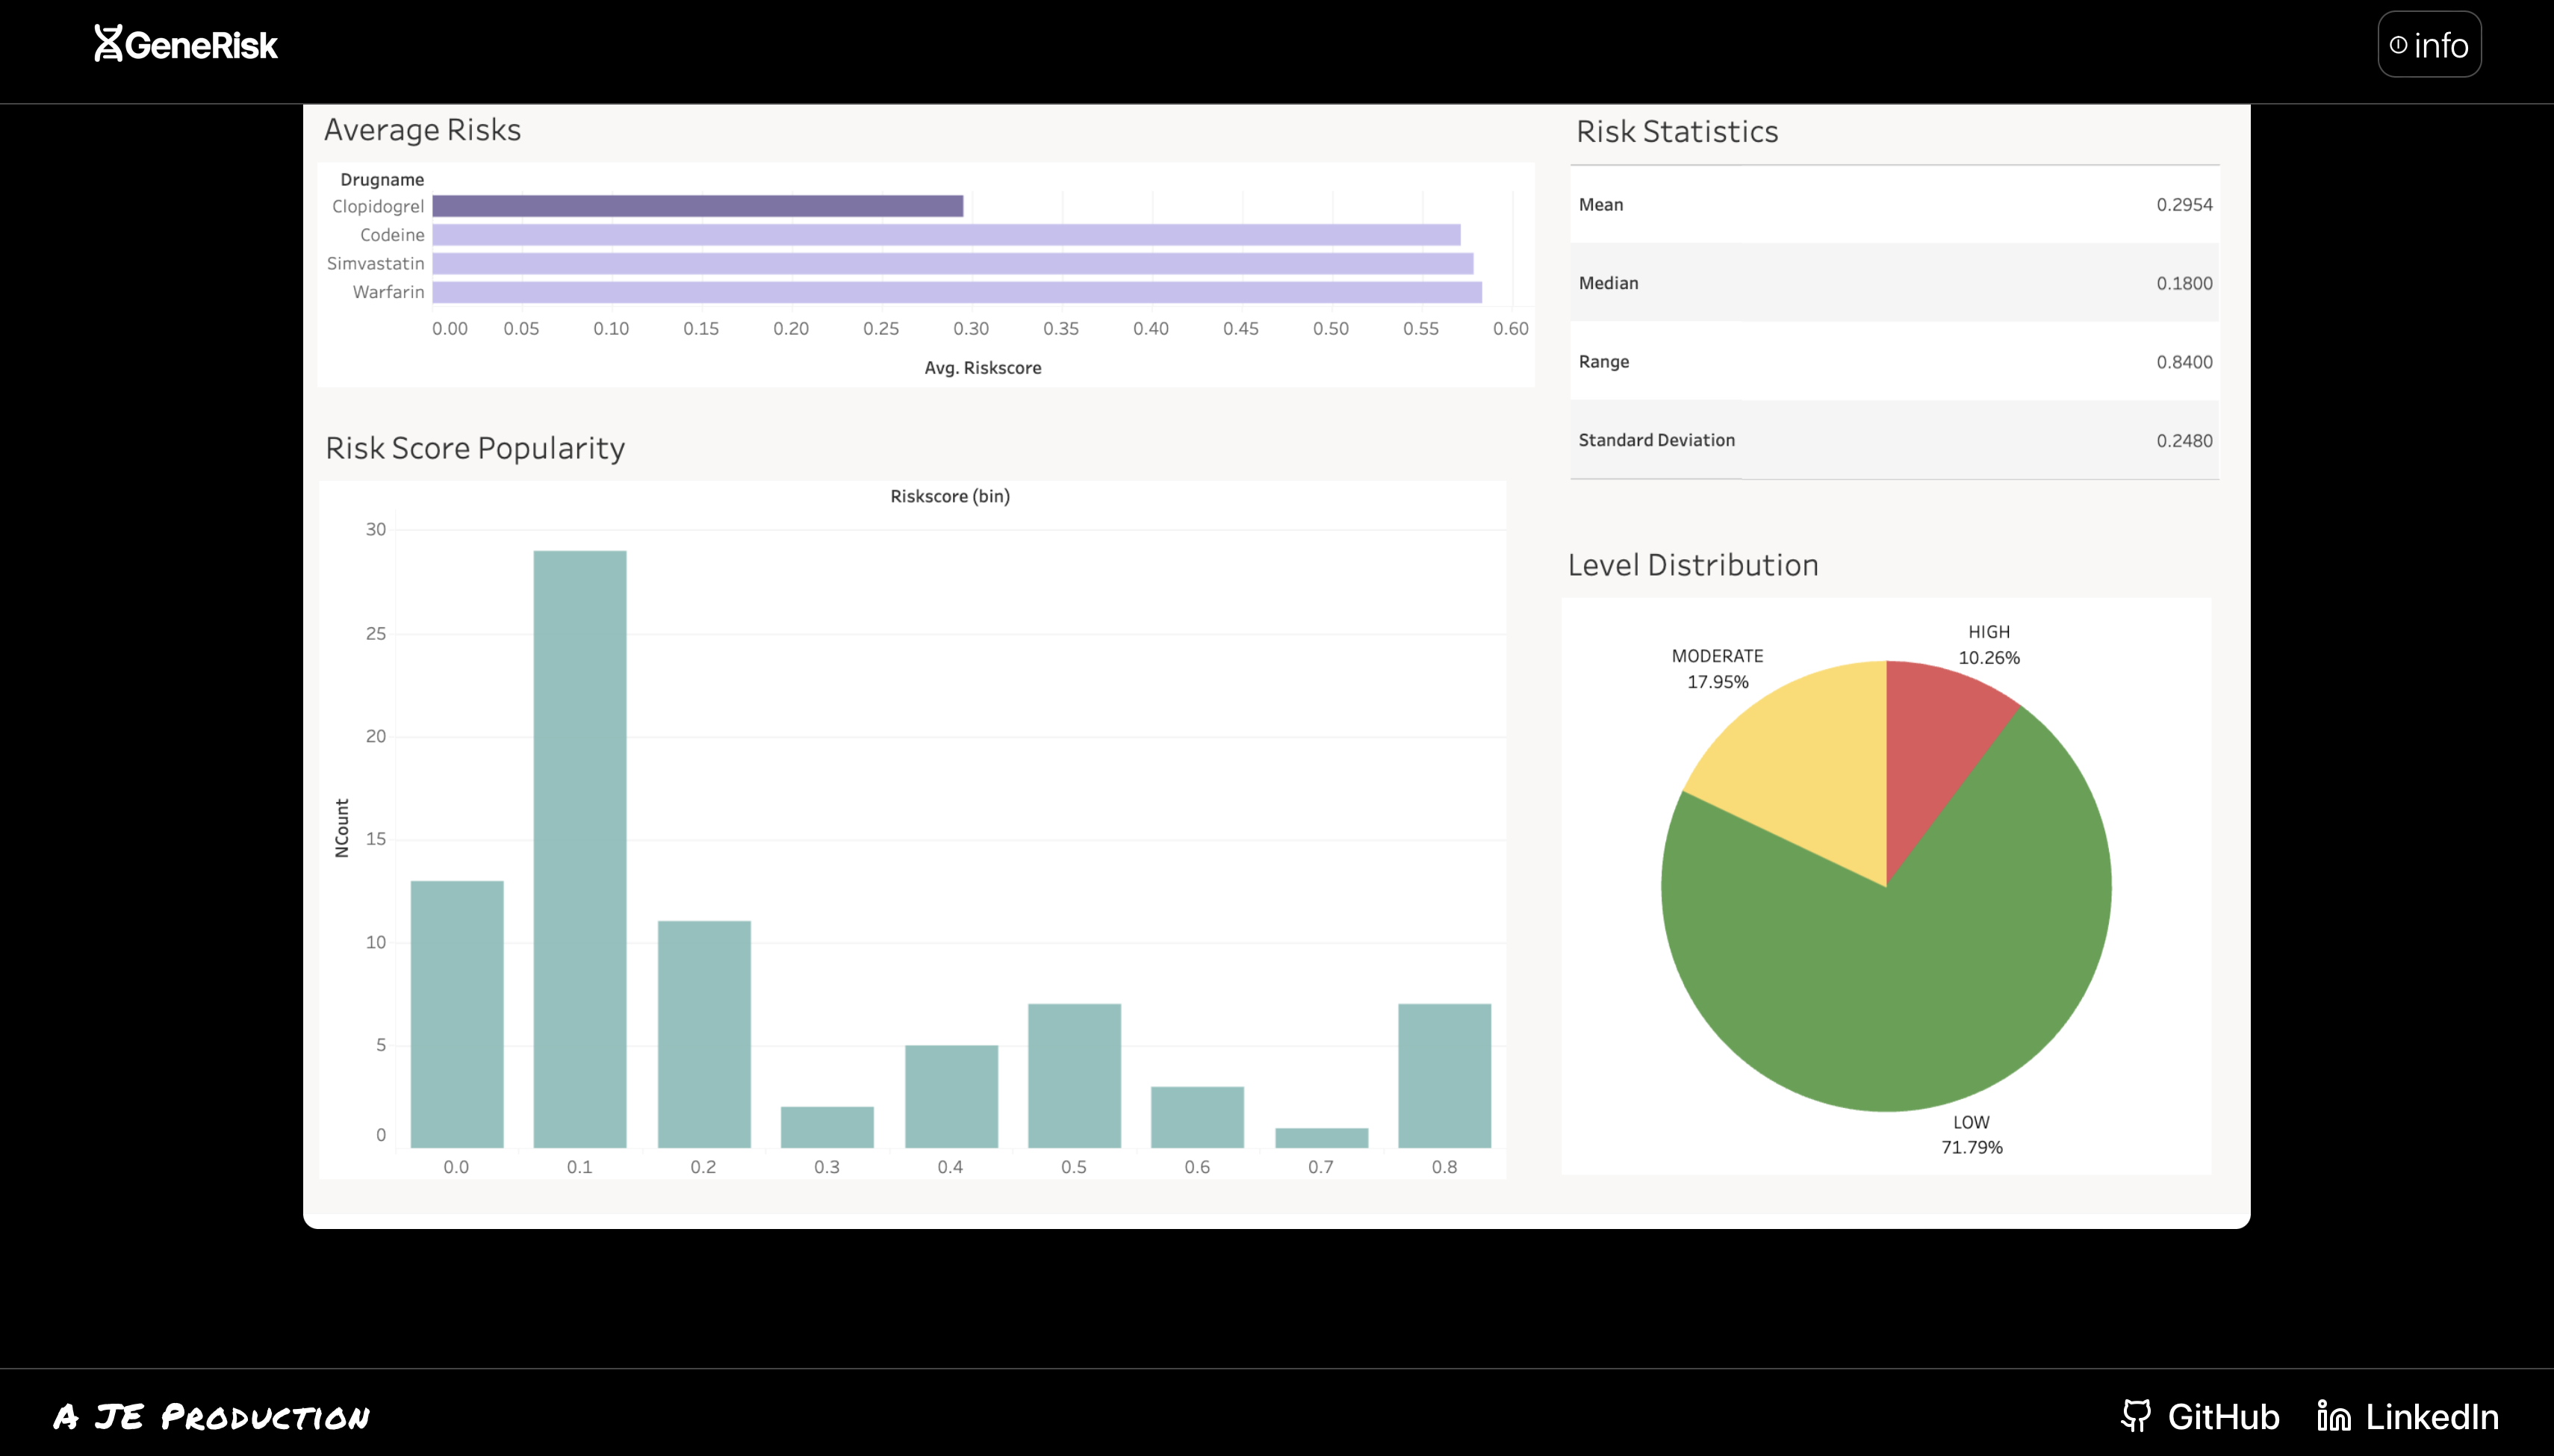 GeneRisk
info
Average Risks
Drugname
Clopidogrel
Codeine
Simvastatin
Warfarin
0.00 0.05 0.10 0.15 0.20 0.25 0.30 0.35 0.40 0.45 0.50 0.55 0.60
Avg. Riskscore
Risk Statistics
Mean 0.2954
Median 0.1800
Range 0.8400
Standard Deviation 0.2480
Risk Score Popularity
Riskscore (bin)
30
25
20
15
10
5
0
NCount
0.0 0.1 0.2 0.3 0.4 0.5 0.6 0.7 0.8
Level Distribution
HIGH
10.26%
MODERATE
17.95%
LOW
71.79%
A JE Production
GitHub
LinkedIn